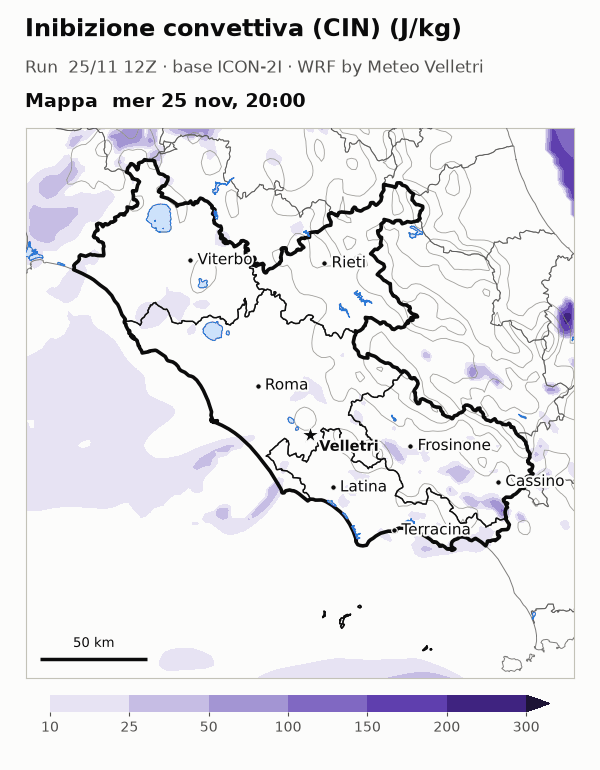 Inibizione convettiva (CIN) (J/kg)
Run  25/11 12Z · base ICON-2I · WRF by Meteo Velletri
Mappa  mer 25 nov, 20:00
Viterbo
Rieti
Roma
Velletri
Frosinone
Latina
Cassino
Terracina
50 km
10 25 50 100 150 200 300